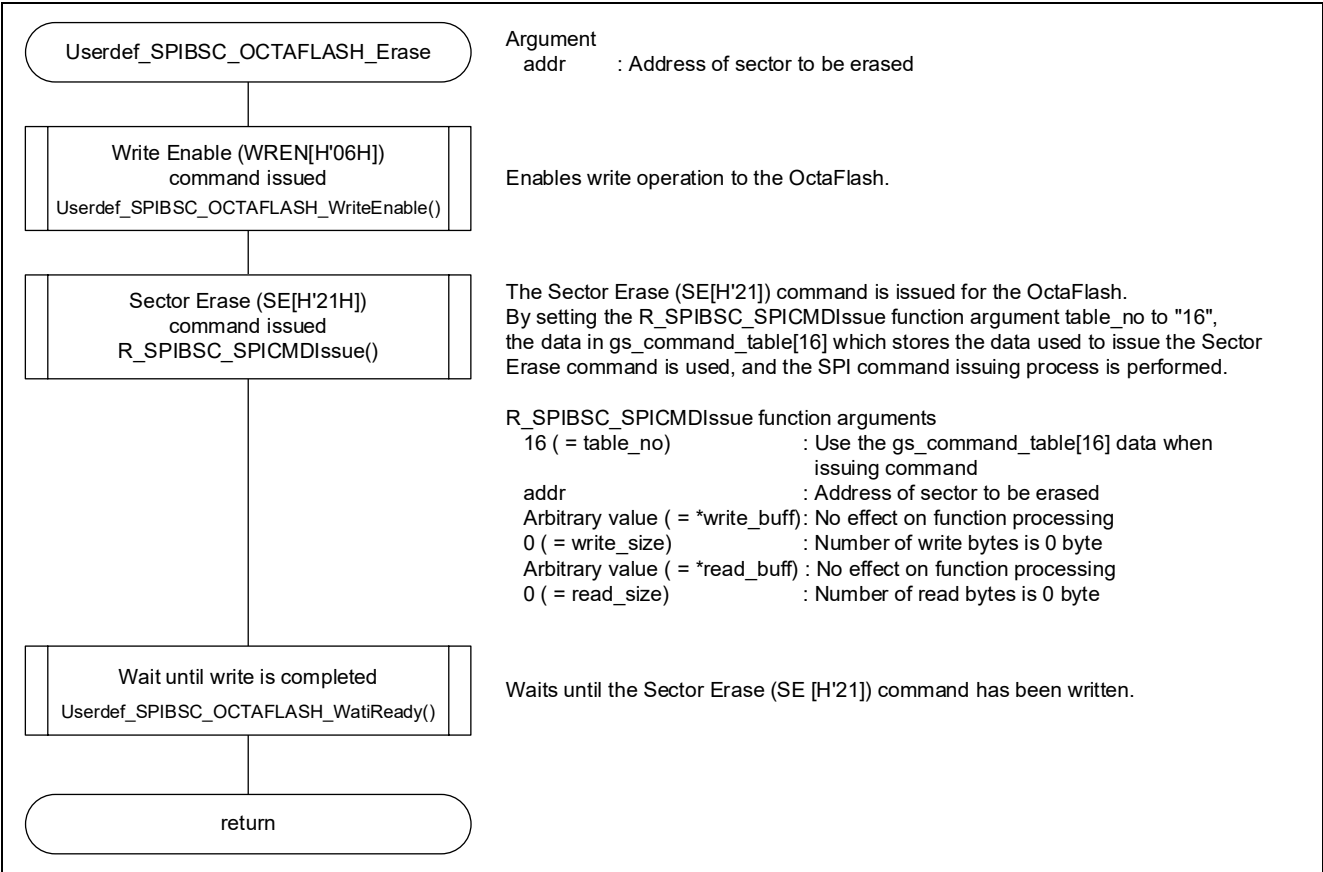 Userdef_SPIBSC_OCTAFLASH_Erase
Argument
addr : Address of sector to be erased
Write Enable (WREN[H'06H])
command issued
Userdef_SPIBSC_OCTAFLASH_WriteEnable()
Enables write operation to the OctaFlash.
Sector Erase (SE[H'21H])
command issued
R_SPIBSC_SPICMDIssue()
The Sector Erase (SE[H'21]) command is issued for the OctaFlash.
By setting the R_SPIBSC_SPICMDIssue function argument table_no to "16",
the data in gs_command_table[16] which stores the data used to issue the Sector
Erase command is used, and the SPI command issuing process is performed.
R_SPIBSC_SPICMDIssue function arguments
16 ( = table_no) : Use the gs_command_table[16] data when
issuing command
addr : Address of sector to be erased
Arbitrary value ( = *write_buff): No effect on function processing
0 ( = write_size) : Number of write bytes is 0 byte
Arbitrary value ( = *read_buff) : No effect on function processing
0 ( = read_size) : Number of read bytes is 0 byte
Wait until write is completed
Userdef_SPIBSC_OCTAFLASH_WatiReady()
Waits until the Sector Erase (SE [H'21]) command has been written.
return